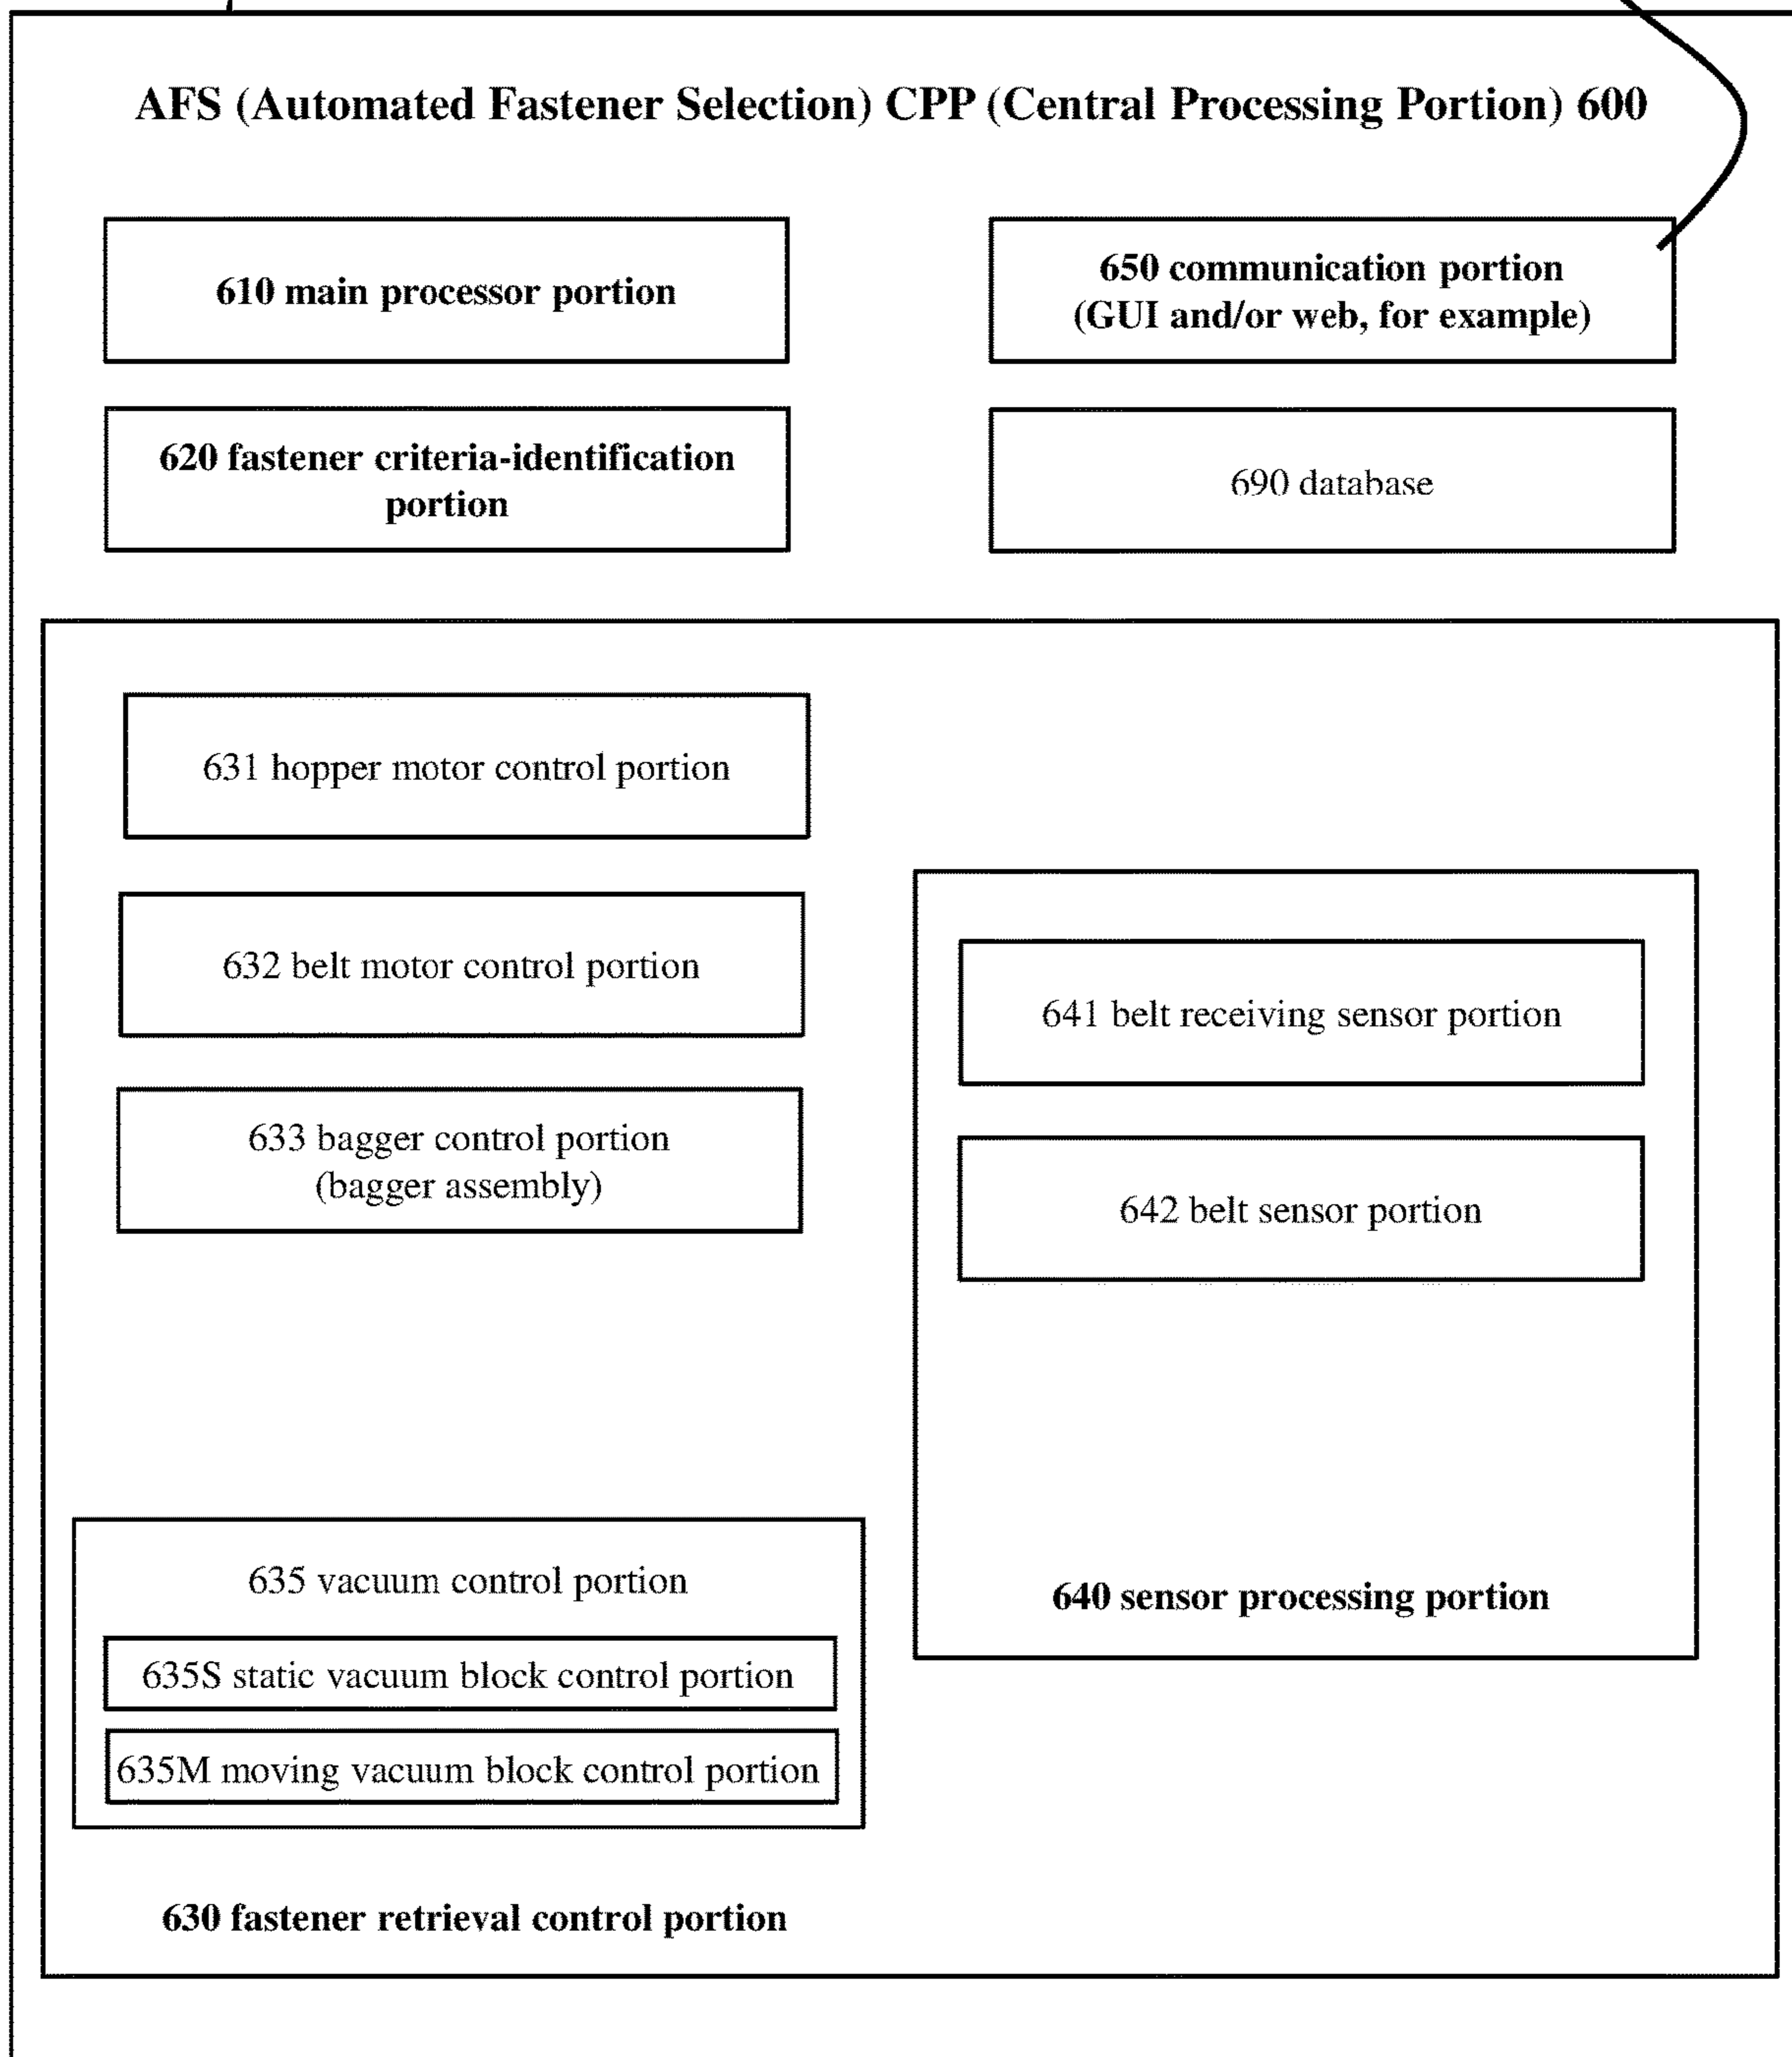 AFS (Automated Fastener Selection) CPP (Central Processing Portion) 600
610 main processor portion
650 communication portion
(GUI and/or web, for example)
620 fastener criteria-identification
portion
690 database
631 hopper motor control portion
632 belt motor control portion
633 bagger control portion
(bagger assembly)
641 belt receiving sensor portion
642 belt sensor portion
640 sensor processing portion
635 vacuum control portion
635S static vacuum block control portion
635M moving vacuum block control portion
630 fastener retrieval control portion